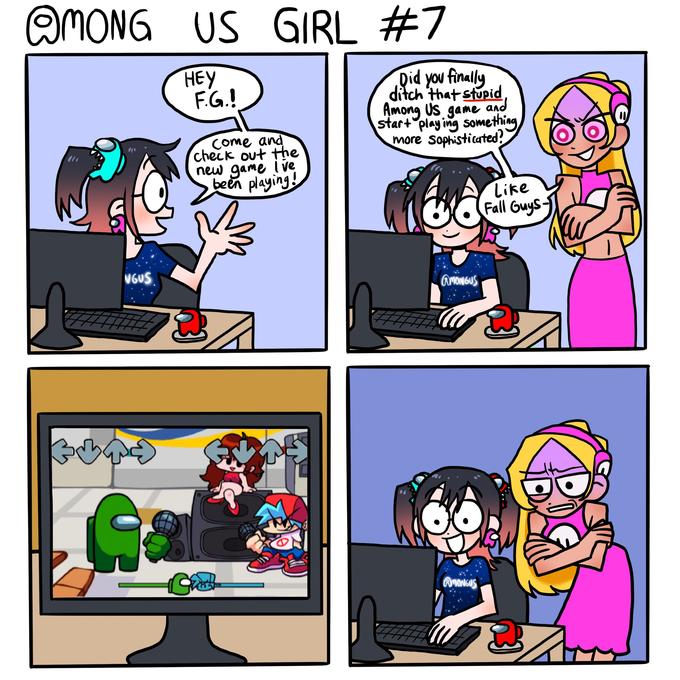 AMONG US GIRL #7
HEY
F.G.!
Come and
check out the
new game I've
been playing!
NGUS
Did you finally
ditch that stupid
Among Us game and
start playing something
more sophisticated?
Like
Fall Guys-
AMONGUS
AMONGUS